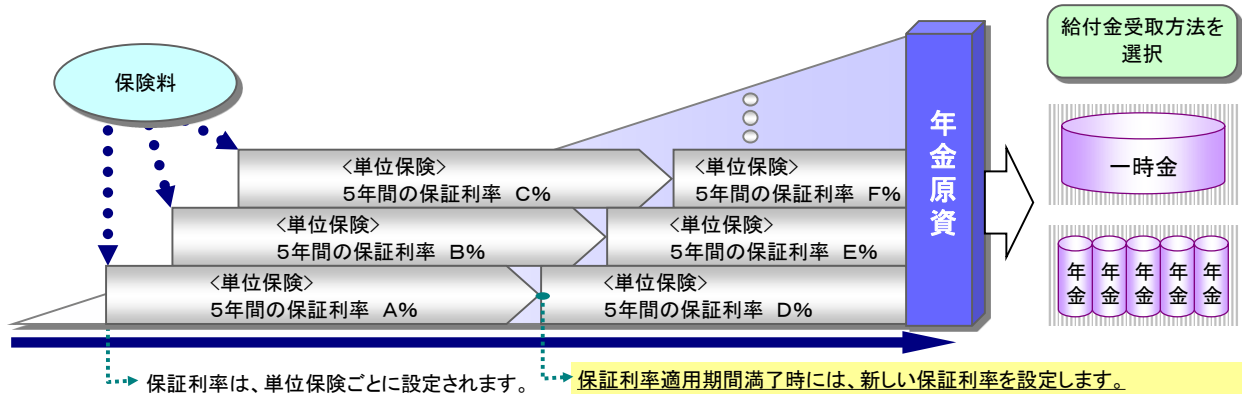 給付金受取方法を
選択
保険料
年金原資
<単位保険>
5年間の保証利率 C%
<単位保険>
5年間の保証利率 F%
一時金
<単位保険>
5年間の保証利率 B%
<単位保険>
5年間の保証利率 E%
<単位保険>
5年間の保証利率 A%
<単位保険>
5年間の保証利率 D%
年金
年金
年金
年金
年金
保証利率は、単位保険ごとに設定されます。
保証利率適用期間満了時には、新しい保証利率を設定します。